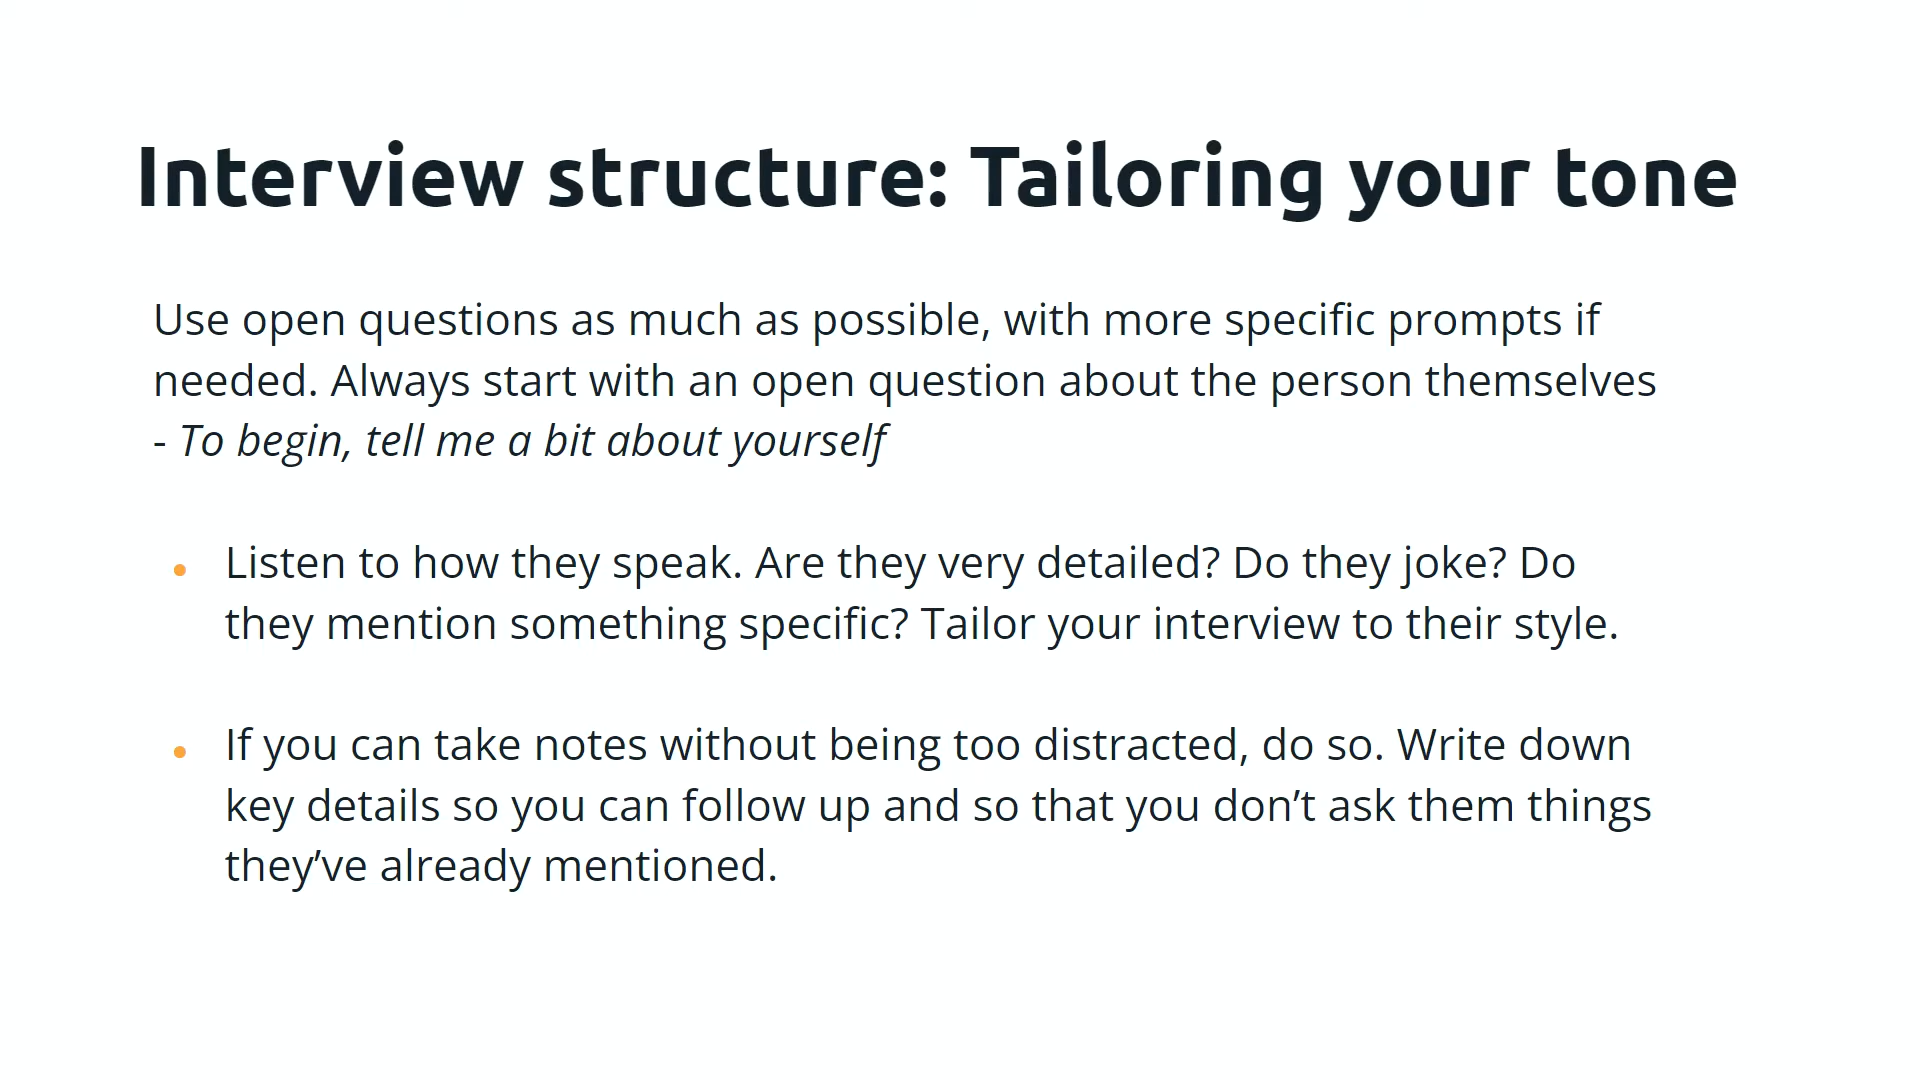 Interview structure: Tailoring your tone
Use open questions as much as possible, with more specific prompts if
needed. Always start with an open question about the person themselves
- To begin, tell me a bit about yourself
• Listen to how they speak. Are they very detailed? Do they joke? Do
they mention something specific? Tailor your interview to their style.
• If you can take notes without being too distracted, do so. Write down
key details so you can follow up and so that you don’t ask them things
they’ve already mentioned.